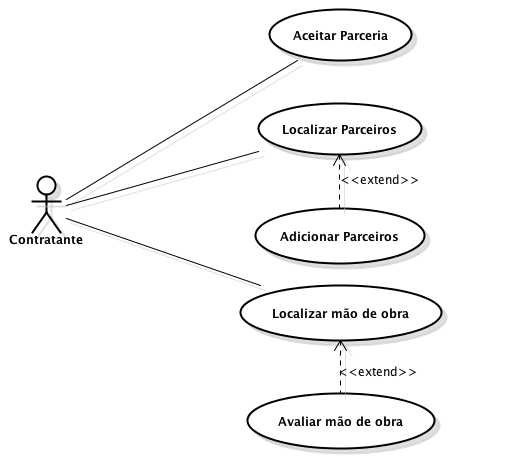 Aceitar Parceria
Localizar Parceiros
<<extend>>
Adicionar Parceiros
Contratante
Localizar mão de obra
<<extend>>
Avaliar mão de obra